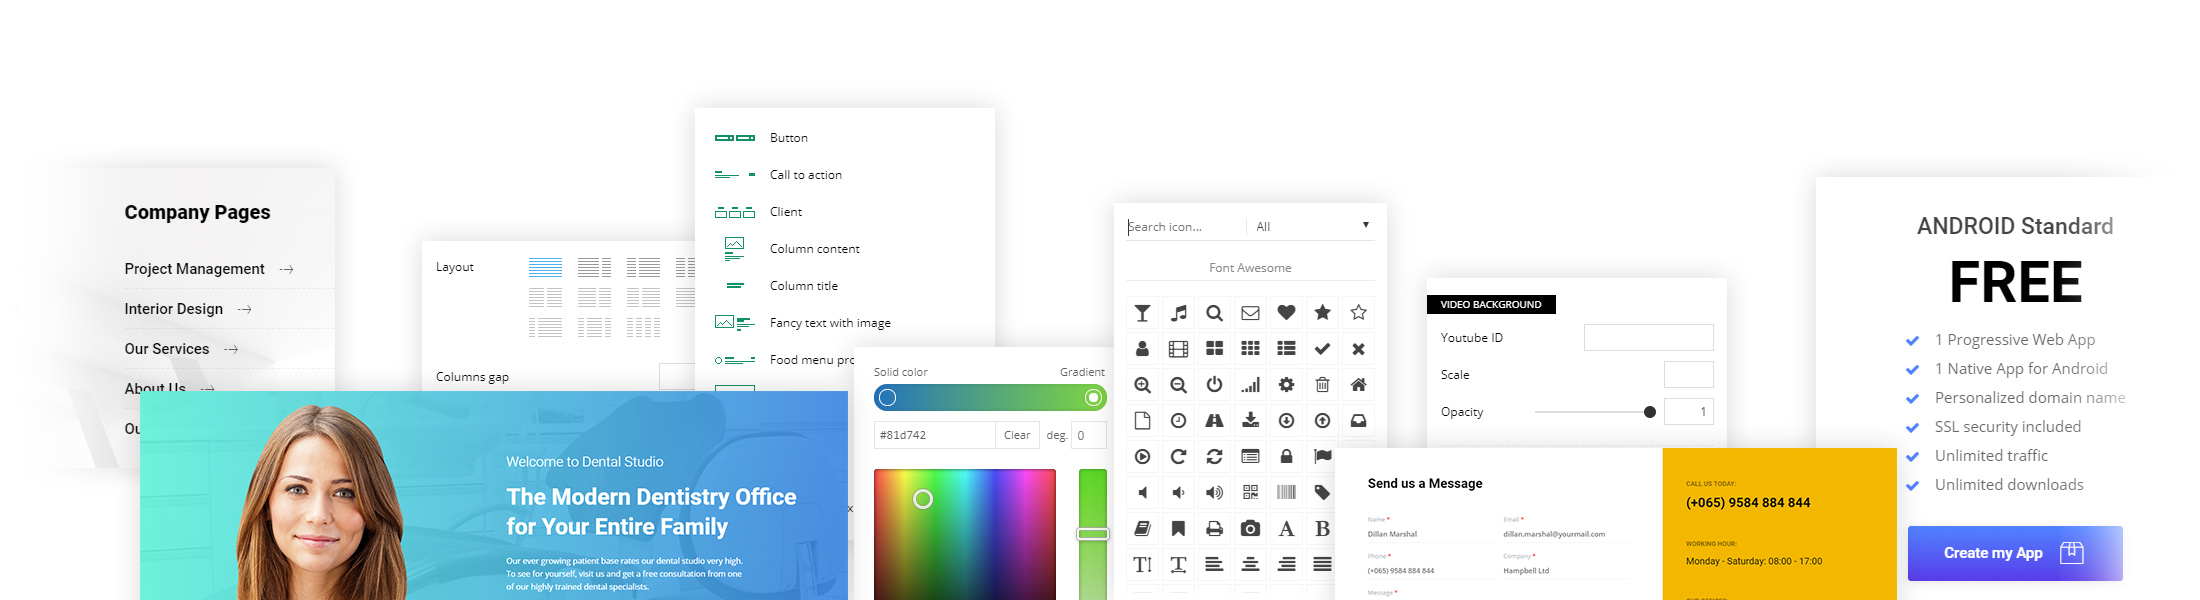 Company Pages
Project Management
Interior Design
Our Services
About Us
Ou
Layout
Columns gap
Button
Call to action
Client
Column content
Column title
Fancy text with image
Food menu pro
x
Welcome to Dental Studio
The Modern Dentistry Office
for Your Entire Family
Our ever growing patient base rates our dental studio very high.
To see for yourself, visit us and get a free consultation from one
of our highly trained dental specialists.
Solid color Gradient
#81d742 Clear deg. 0
Search icon... All
Font Awesome
VIDEO BACKGROUND
Youtube ID
Scale
Opacity 1
Send us a Message
Name * Email *
Dillan Marshal dillan.marshal@yourmail.com
Phone * Company *
(+065) 9584 884 844 Hampbell Ltd
Message *
CALL US TODAY:
(+065) 9584 884 844
WORKING HOUR:
Monday - Saturday: 08:00 - 17:00
ANDROID Standard
FREE
1 Progressive Web App
1 Native App for Android
Personalized domain name
SSL security included
Unlimited traffic
Unlimited downloads
Create my App